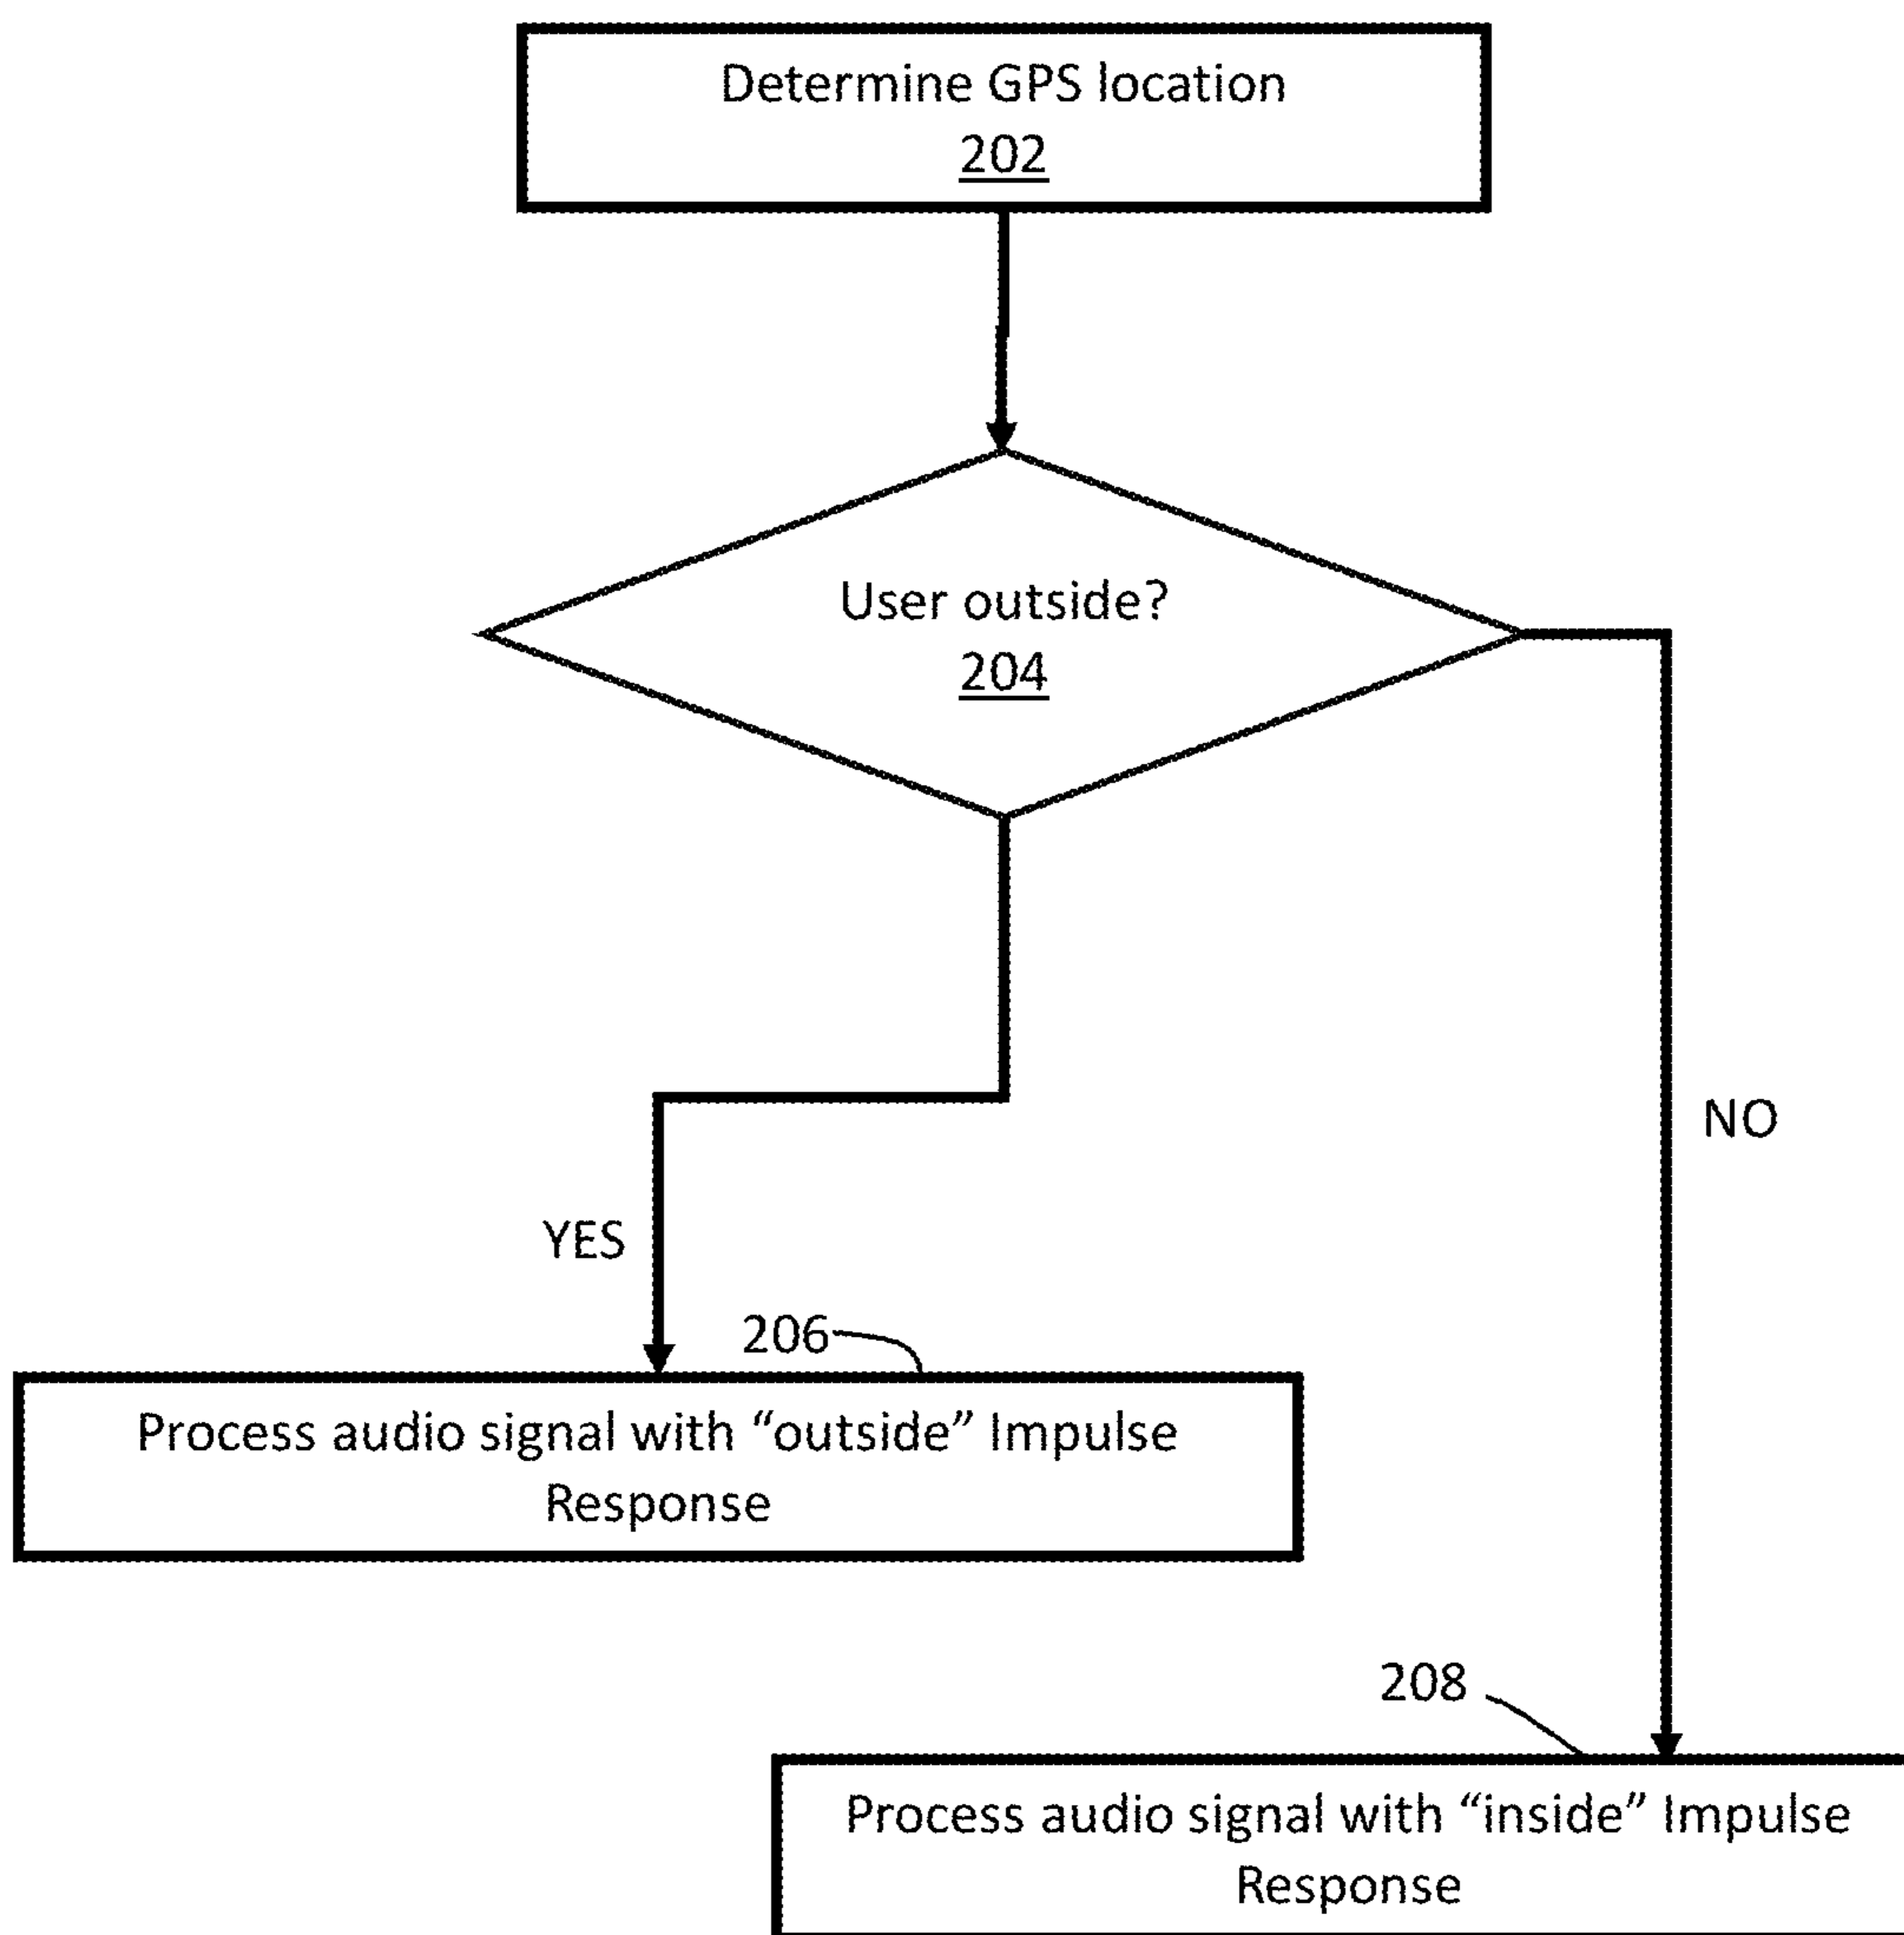 Determine GPS location
202
User outside?
204
NO
YES
206
Process audio signal with “outside” Impulse
Response
208
Process audio signal with “inside” Impulse
Response